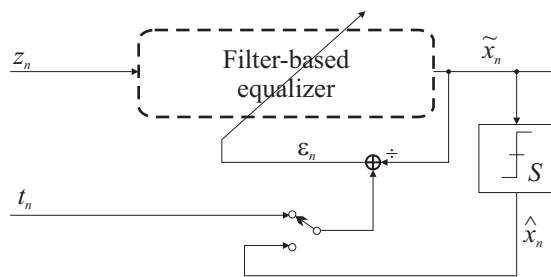 z_n
Filter-based
equalizer
x̃_n
ε_n
÷
S
t_n
x̂_n